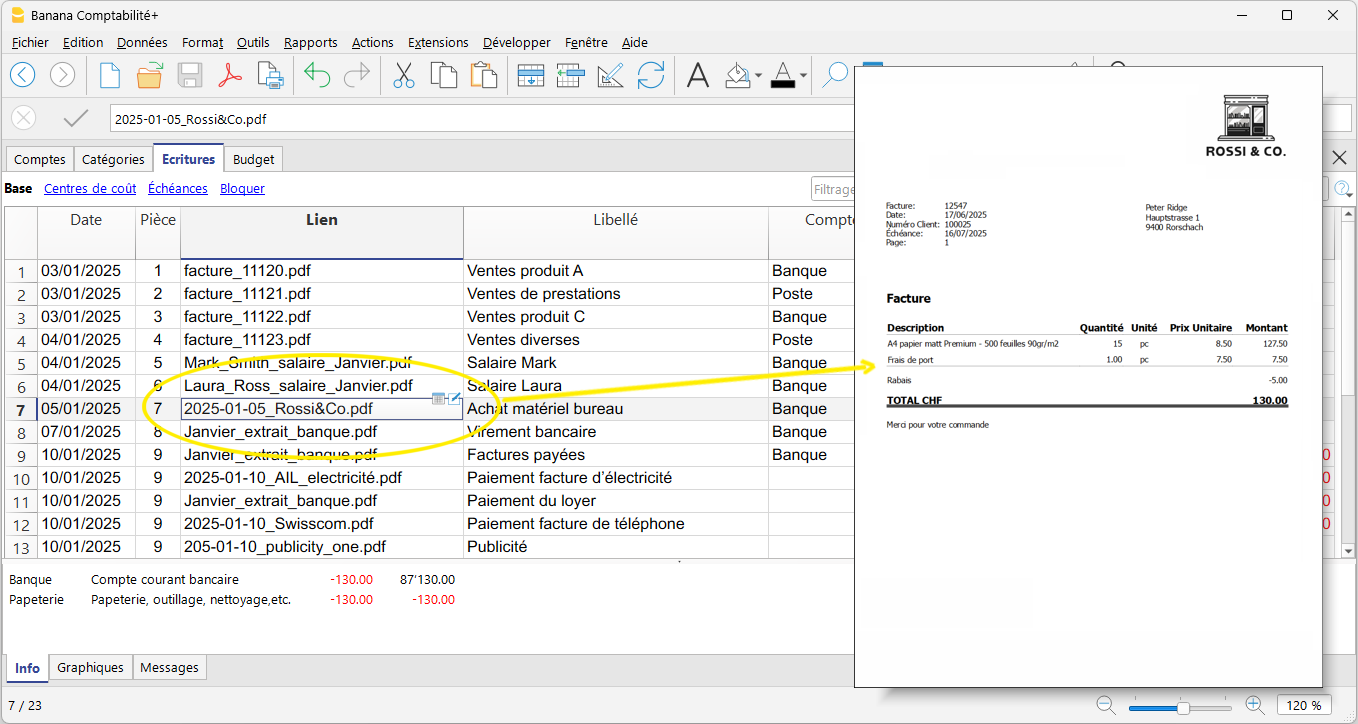 Banana Comptabilité+
Fichier Edition Données Format Outils Rapports Actions Extensions Développer Fenêtre Aide
2025-01-05_Rossi&Co.pdf
Comptes Catégories Ecritures Budget
Base Centres de coût Échéances Bloquer Filtrage
Date Pièce Lien Libellé Compte
1 03/01/2025 1 facture_11120.pdf Ventes produit A Banque
2 03/01/2025 2 facture_11121.pdf Ventes de prestations Poste
3 03/01/2025 3 facture_11122.pdf Ventes produit C Banque
4 04/01/2025 4 facture_11123.pdf Ventes diverses Poste
5 04/01/2025 5 Mark_Smith_salaire_Janvier.pdf Salaire Mark Banque
6 04/01/2025 6 Laura_Ross_salaire_Janvier.pdf Salaire Laura Banque
7 05/01/2025 7 2025-01-05_Rossi&Co.pdf Achat matériel bureau Banque
8 07/01/2025 8 Janvier_extrait_banque.pdf Virement bancaire Banque
9 10/01/2025 9 Janvier_extrait_banque.pdf Factures payées Banque
10 10/01/2025 9 2025-01-10_AIL_electricité.pdf Paiement facture d’électricité
11 10/01/2025 9 Janvier_extrait_banque.pdf Paiement du loyer
12 10/01/2025 9 2025-01-10_Swisscom.pdf Paiement facture de téléphone
13 10/01/2025 9 205-01-10_publicity_one.pdf Publicité
Banque Compte courant bancaire -130.00 87'130.00
Papeterie Papeterie, outillage, nettoyage,etc. -130.00 -130.00
Info Graphiques Messages
7 / 23
120 %
ROSSI & CO.
Facture: 12547
Date: 17/06/2025
Numéro Client: 100025
Échéance: 16/07/2025
Page: 1
Peter Ridge
Hauptstrasse 1
9400 Rorschach
Facture
Description Quantité Unité Prix Unitaire Montant
A4 papier matt Premium - 500 feuilles 90gr/m2 15 pc 8.50 127.50
Frais de port 1.00 pc 7.50 7.50
Rabais -5.00
TOTAL CHF 130.00
Merci pour votre commande